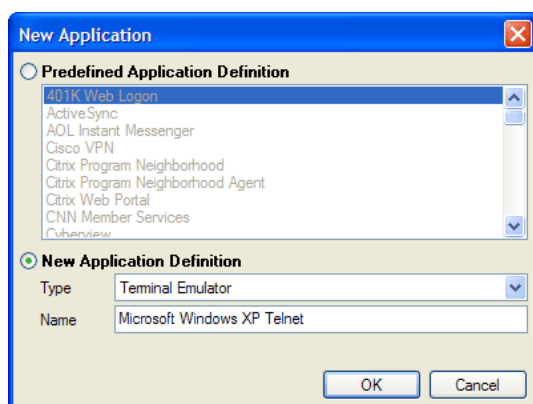 New Application
Predefined Application Definition
401K Web Logon
ActiveSync
AOL Instant Messenger
Cisco VPN
Citrix Program Neighborhood
Citrix Program Neighborhood Agent
Citrix Web Portal
CNN Member Services
Cyberview
New Application Definition
Type Terminal Emulator
Name Microsoft Windows XP Telnet
OK Cancel